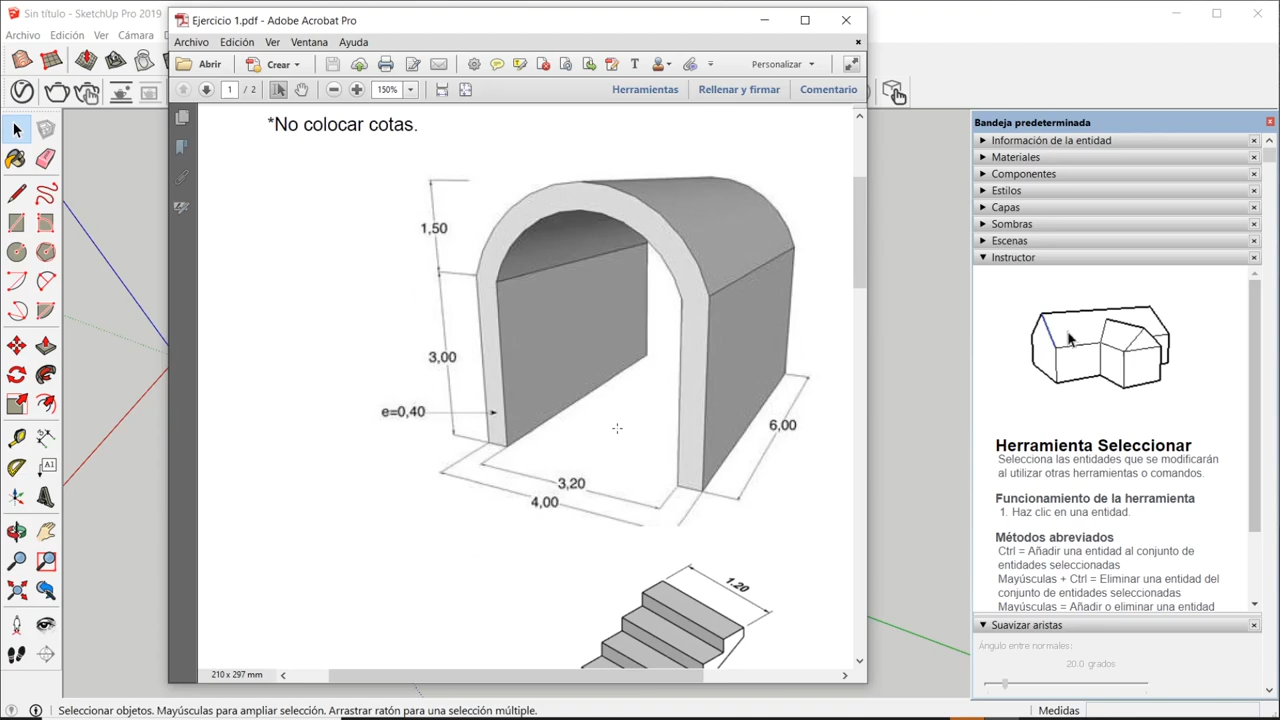 Sin título - SketchUp Pro 2019
Archivo Edición Ver Cámara
Ejercicio 1.pdf - Adobe Acrobat Pro
Archivo Edición Ver Ventana Ayuda
Abrir Crear Personalizar
1 / 2 150% Herramientas Rellenar y firmar Comentario
*No colocar cotas.
1,50
3,00
e=0,40
6,00
3,20
4,00
1.20
210 x 297 mm
Bandeja predeterminada
Información de la entidad
Materiales
Componentes
Estilos
Capas
Sombras
Escenas
Instructor
Herramienta Seleccionar
Selecciona las entidades que se modificarán
al utilizar otras herramientas o comandos.
Funcionamiento de la herramienta
1. Haz clic en una entidad.
Métodos abreviados
Ctrl = Añadir una entidad al conjunto de
entidades seleccionadas
Mayúsculas + Ctrl = Eliminar una entidad del
conjunto de entidades seleccionadas
Mayúsculas = Añadir o eliminar una entidad
Suavizar aristas
Ángulo entre normales:
20.0 grados
Seleccionar objetos. Mayúsculas para ampliar selección. Arrastrar ratón para una selección múltiple.
Medidas